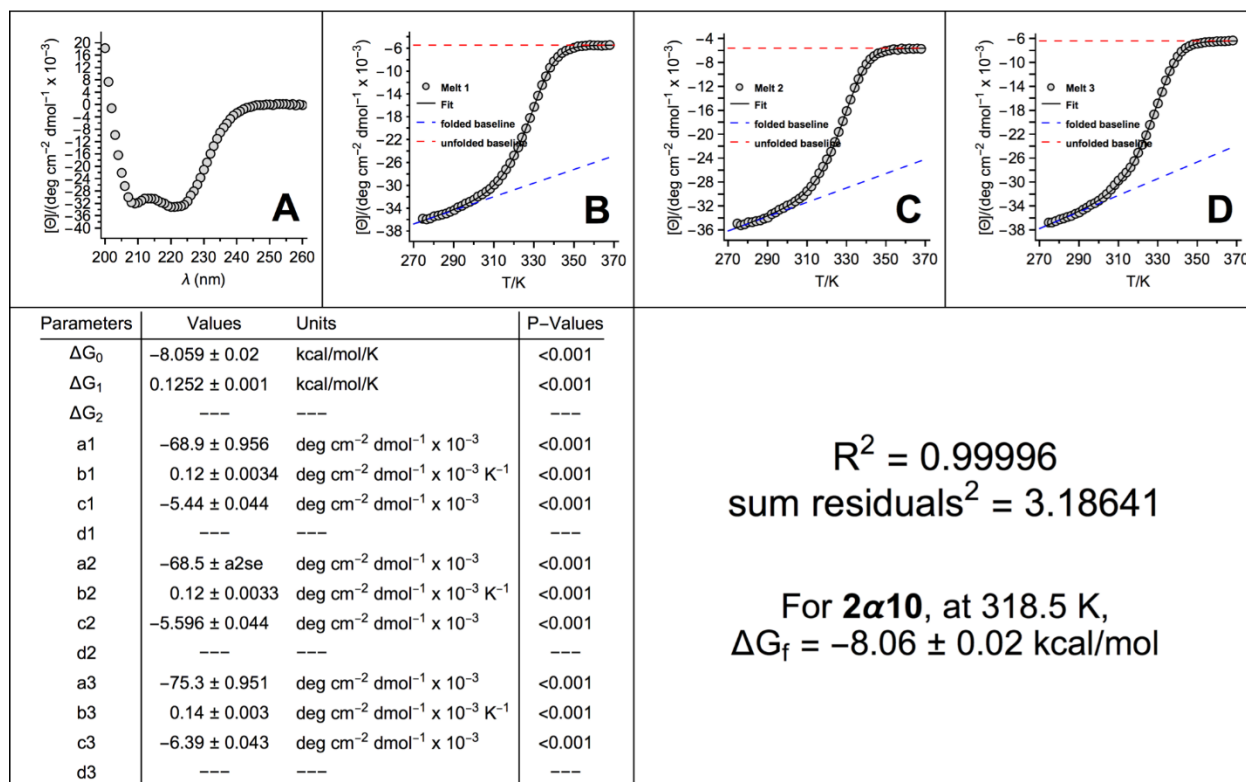 20
12
4
0
−4
−12
−20
−24
−32
−36
−40
[Θ]/(deg cm⁻² dmol⁻¹ x 10⁻³)
200 210 220 230 240 250 260
λ (nm)
A
−6
−10
−14
−18
−22
−26
−30
−34
−38
[Θ]/(deg cm⁻² dmol⁻¹ x 10⁻³)
Melt 1
Fit
folded baseline
unfolded baseline
270 290 310 330 350 370
T/K
B
−4
−8
−12
−16
−20
−24
−28
−32
−36
[Θ]/(deg cm⁻² dmol⁻¹ x 10⁻³)
Melt 2
Fit
folded baseline
unfolded baseline
270 290 310 330 350 370
T/K
C
−6
−10
−14
−18
−22
−26
−30
−34
−38
[Θ]/(deg cm⁻² dmol⁻¹ x 10⁻³)
Melt 3
Fit
folded baseline
unfolded baseline
270 290 310 330 350 370
T/K
D
Parameters Values Units P−Values
ΔG₀ −8.059 ± 0.02 kcal/mol/K <0.001
ΔG₁ 0.1252 ± 0.001 kcal/mol/K <0.001
ΔG₂ −−− −−− −−−
a1 −68.9 ± 0.956 deg cm⁻² dmol⁻¹ x 10⁻³ <0.001
b1 0.12 ± 0.0034 deg cm⁻² dmol⁻¹ x 10⁻³ K⁻¹ <0.001
c1 −5.44 ± 0.044 deg cm⁻² dmol⁻¹ x 10⁻³ <0.001
d1 −−− −−− −−−
a2 −68.5 ± a2se deg cm⁻² dmol⁻¹ x 10⁻³ <0.001
b2 0.12 ± 0.0033 deg cm⁻² dmol⁻¹ x 10⁻³ K⁻¹ <0.001
c2 −5.596 ± 0.044 deg cm⁻² dmol⁻¹ x 10⁻³ <0.001
d2 −−− −−− −−−
a3 −75.3 ± 0.951 deg cm⁻² dmol⁻¹ x 10⁻³ <0.001
b3 0.14 ± 0.003 deg cm⁻² dmol⁻¹ x 10⁻³ K⁻¹ <0.001
c3 −6.39 ± 0.043 deg cm⁻² dmol⁻¹ x 10⁻³ <0.001
d3 −−− −−− −−−
R² = 0.99996
sum residuals² = 3.18641
For 2α10, at 318.5 K,
ΔG_f = −8.06 ± 0.02 kcal/mol